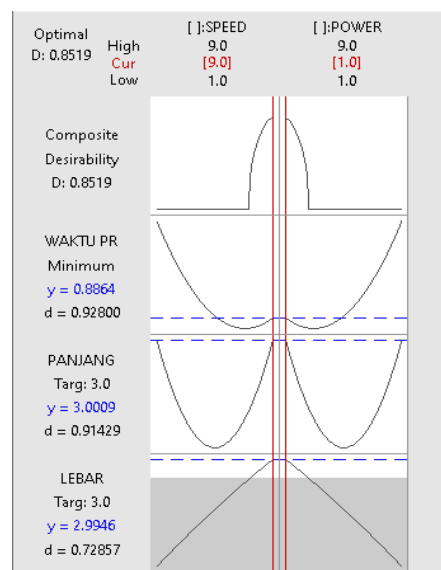 Optimal
D: 0.8519
High
Cur
Low
[ ]:SPEED
9.0
[9.0]
1.0
[ ]:POWER
9.0
[1.0]
1.0
Composite
Desirability
D: 0.8519
WAKTU PR
Minimum
y = 0.8864
d = 0.92800
PANJANG
Targ: 3.0
y = 3.0009
d = 0.91429
LEBAR
Targ: 3.0
y = 2.9946
d = 0.72857